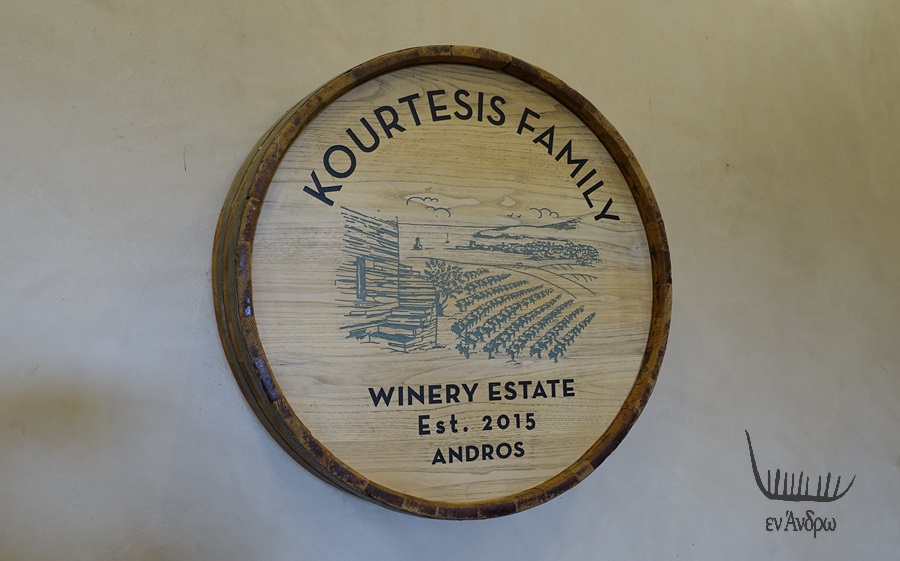 KOURTESIS FAMILY
WINERY ESTATE
Est. 2015
ANDROS
εν Άνδρω